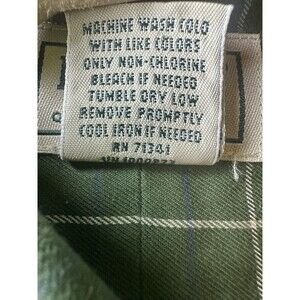 MACHINE WASH COLD
WITH LIKE COLORS
ONLY NON-CHLORINE
BLEACH IF NEEDED
TUMBLE DRY LOW
REMOVE PROMPTLY
COOL IRON IF NEEDED
RN 71341